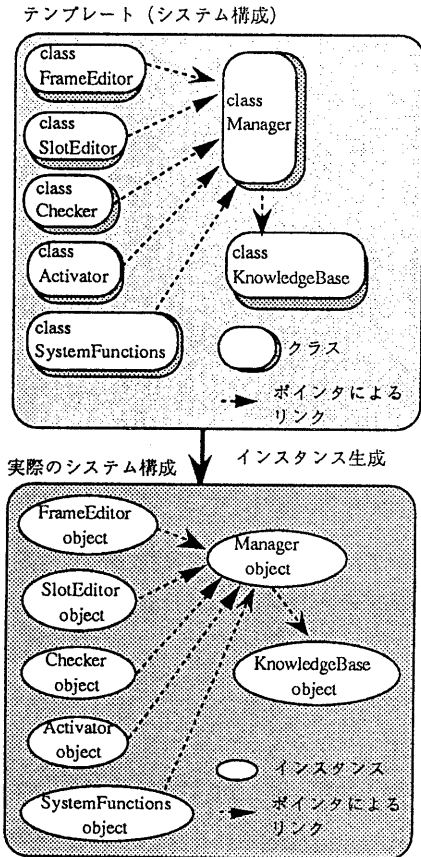 テンプレート（システム構成）
class
FrameEditor
class
SlotEditor
class
Checker
class
Activator
class
SystemFunctions
class
Manager
class
KnowledgeBase
クラス
ポインタによる
リンク
インスタンス生成
実際のシステム構成
FrameEditor
object
SlotEditor
object
Checker
object
Activator
object
SystemFunctions
object
Manager
object
KnowledgeBase
object
インスタンス
ポインタによる
リンク